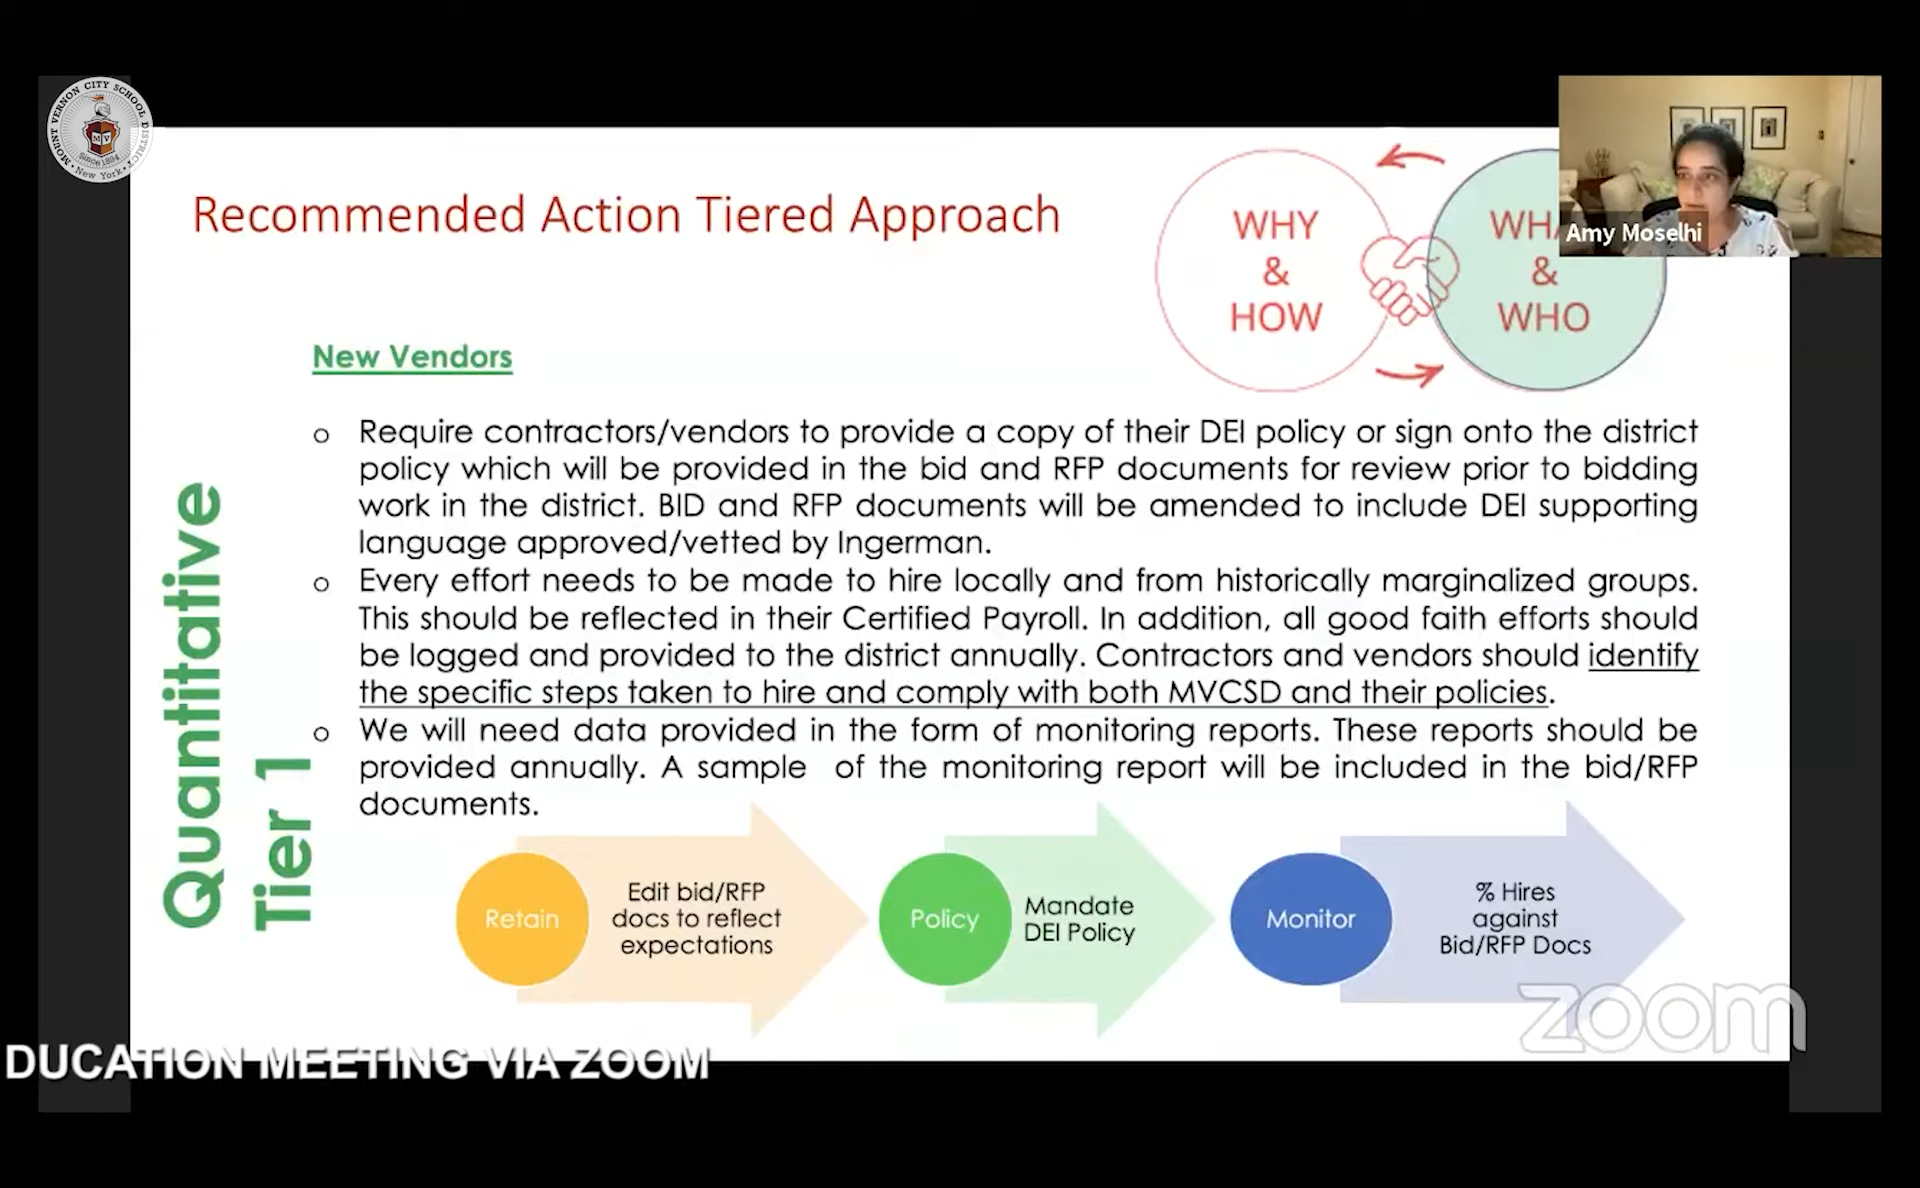 MOUNT VERNON CITY SCHOOL DISTRICT
MV
Since 1894
New York
Recommended Action Tiered Approach
WHY
&
HOW
&
WHO
Amy Moselhi
New Vendors
Quantitative
Tier 1
o Require contractors/vendors to provide a copy of their DEI policy or sign onto the district
policy which will be provided in the bid and RFP documents for review prior to bidding
work in the district. BID and RFP documents will be amended to include DEI supporting
language approved/vetted by Ingerman.
o Every effort needs to be made to hire locally and from historically marginalized groups.
This should be reflected in their Certified Payroll. In addition, all good faith efforts should
be logged and provided to the district annually. Contractors and vendors should identify
the specific steps taken to hire and comply with both MVCSD and their policies.
o We will need data provided in the form of monitoring reports. These reports should be
provided annually. A sample of the monitoring report will be included in the bid/RFP
documents.
Retain
Edit bid/RFP
docs to reflect
expectations
Policy
Mandate
DEI Policy
Monitor
% Hires
against
Bid/RFP Docs
zoom
DUCATION MEETING VIA ZOOM